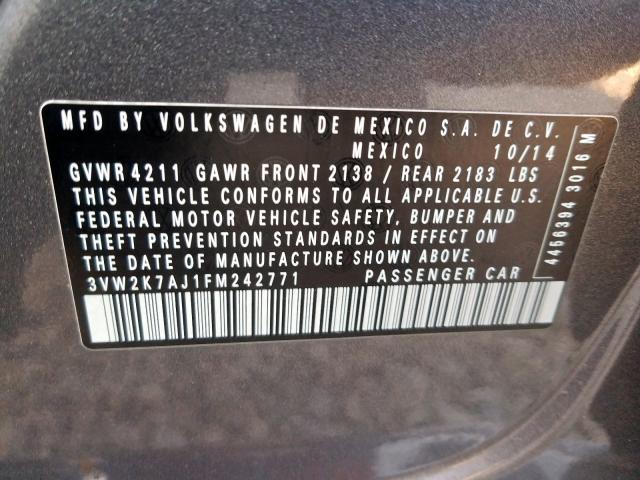 MFD BY VOLKSWAGEN DE MEXICO S.A. DE C.V.
MEXICO 10/14
GVWR 4211 GAWR FRONT 2138 / REAR 2183 LBS
THIS VEHICLE CONFORMS TO ALL APPLICABLE U.S.
FEDERAL MOTOR VEHICLE SAFETY, BUMPER AND
THEFT PREVENTION STANDARDS IN EFFECT ON
THE DATE OF MANUFACTURE SHOWN ABOVE.
3VW2K7AJ1FM242771 PASSENGER CAR
4466394 3016 M